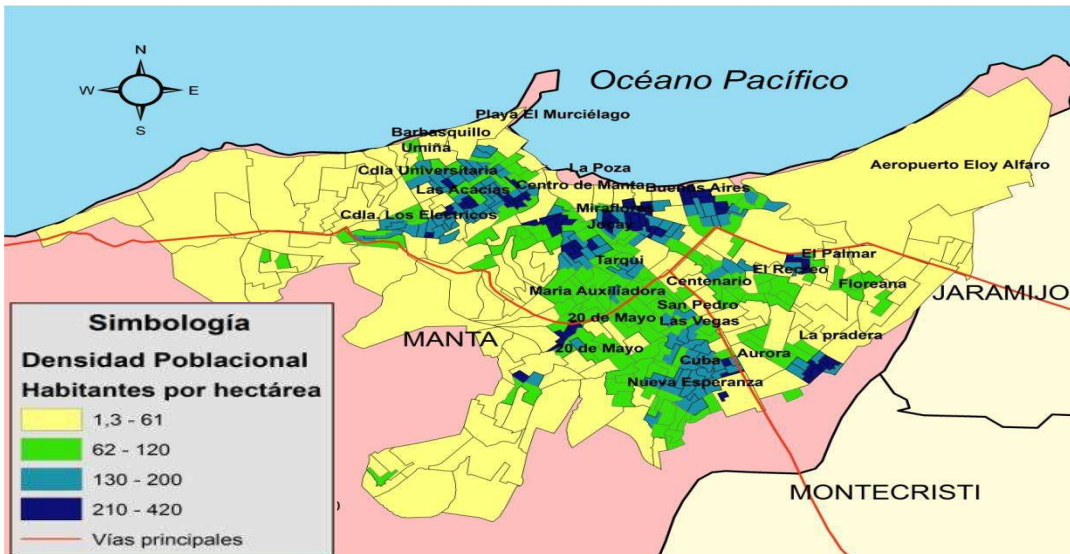 N
W
E
S
Océano Pacífico
Playa El Murciélago
Barbasquillo
Umiña
La Poza
Aeropuerto Eloy Alfaro
Cdla Universitaria
Centro de Manta
Buenos Aires
Las Acacias
Cdla. Los Electricos
Miraflores
Jocay
Tarqui
El Palmar
El Recreo
Centenario
Floreana
Maria Auxiliadora
JARAMIJO
San Pedro
20 de Mayo
Las Vegas
MANTA
La pradera
20 de Mayo
Aurora
Cuba
Nueva Esperanza
MONTECRISTI
Simbología
Densidad Poblacional
Habitantes por hectárea
1,3 - 61
62 - 120
130 - 200
210 - 420
Vías principales